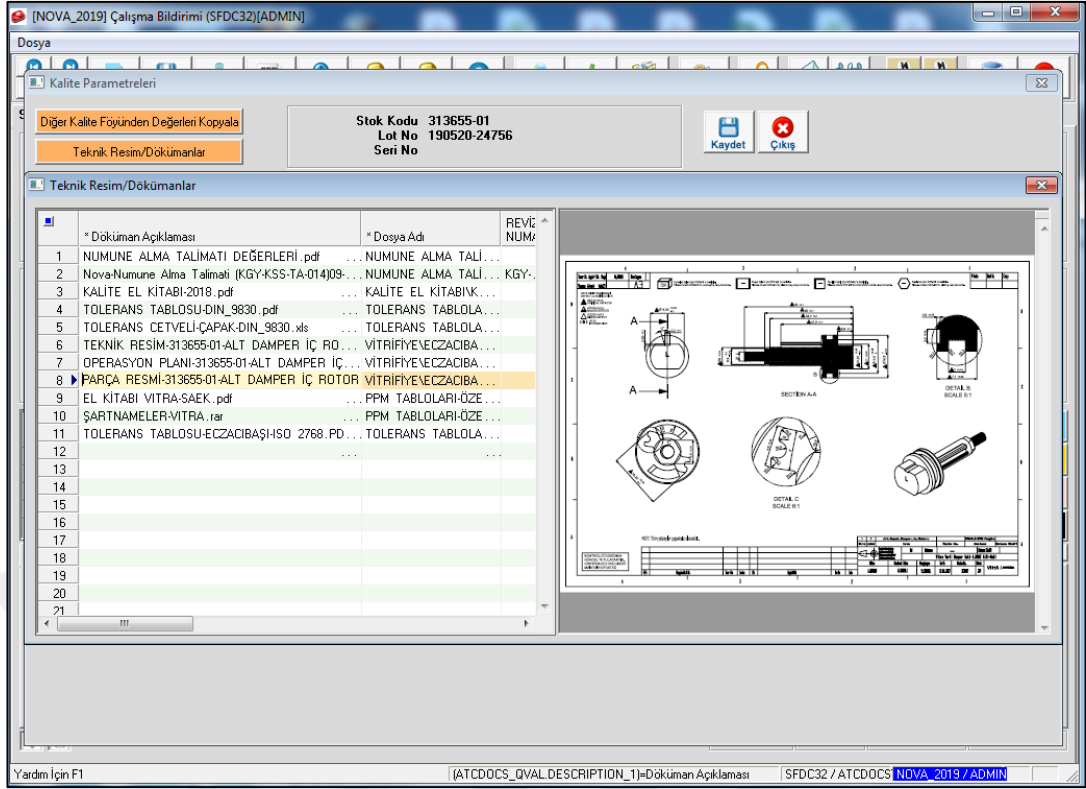 [NOVA_2019] Çalışma Bildirimi (SFDC32)[ADMIN]
Dosya
Kalite Parametreleri
Diğer Kalite Föyünden Değerleri Kopyala
Teknik Resim/Dökümanlar
Stok Kodu 313655-01
Lot No 190520-24756
Seri No
Kaydet
Çıkış
Teknik Resim/Dökümanlar
* Döküman Açıklaması * Dosya Adı REVİZ NUMA
1 NUMUNE ALMA TALİMATI DEĞERLERİ.pdf ... NUMUNE ALMA TALİ...
2 Nova-Numune Alma Talimati (KGY-KSS-TA-014)09-... NUMUNE ALMA TALİ... KGY-.
3 KALİTE EL KİTABI-2018.pdf ... KALİTE EL KİTABI\K...
4 TOLERANS TABLOSU-DIN_9830.pdf ... TOLERANS TABLOLA...
5 TOLERANS CETVELİ-ÇAPAK-DIN_9830.xls ... TOLERANS TABLOLA...
6 TEKNİK RESİM-313655-01-ALT DAMPER İÇ RO... VİTRİFİYE\ECZACIBA...
7 OPERASYON PLANI-313655-01-ALT DAMPER İÇ... VİTRİFİYE\ECZACIBA...
8 PARÇA RESMİ-313655-01-ALT DAMPER İÇ ROTOR VİTRİFİYE\ECZACIBA...
9 EL KİTABI VITRA-SAEK.pdf ... PPM TABLOLARI-ÖZE...
10 ŞARTNAMELER-VITRA.rar ... PPM TABLOLARI-ÖZE...
11 TOLERANS TABLOSU-ECZACIBAŞI-ISO 2768.PD... TOLERANS TABLOLA...
12 ... ...
13
14
15
16
17
18
19
20
21
A
A
B
SECTION A-A
DETAIL B
SCALE 6:1
DETAIL C
SCALE 8:1
Yardım İçin F1
(ATCDOCS_QVAL.DESCRIPTION_1)=Döküman Açıklaması
SFDC32 / ATCDOCS
NOVA_2019 / ADMIN